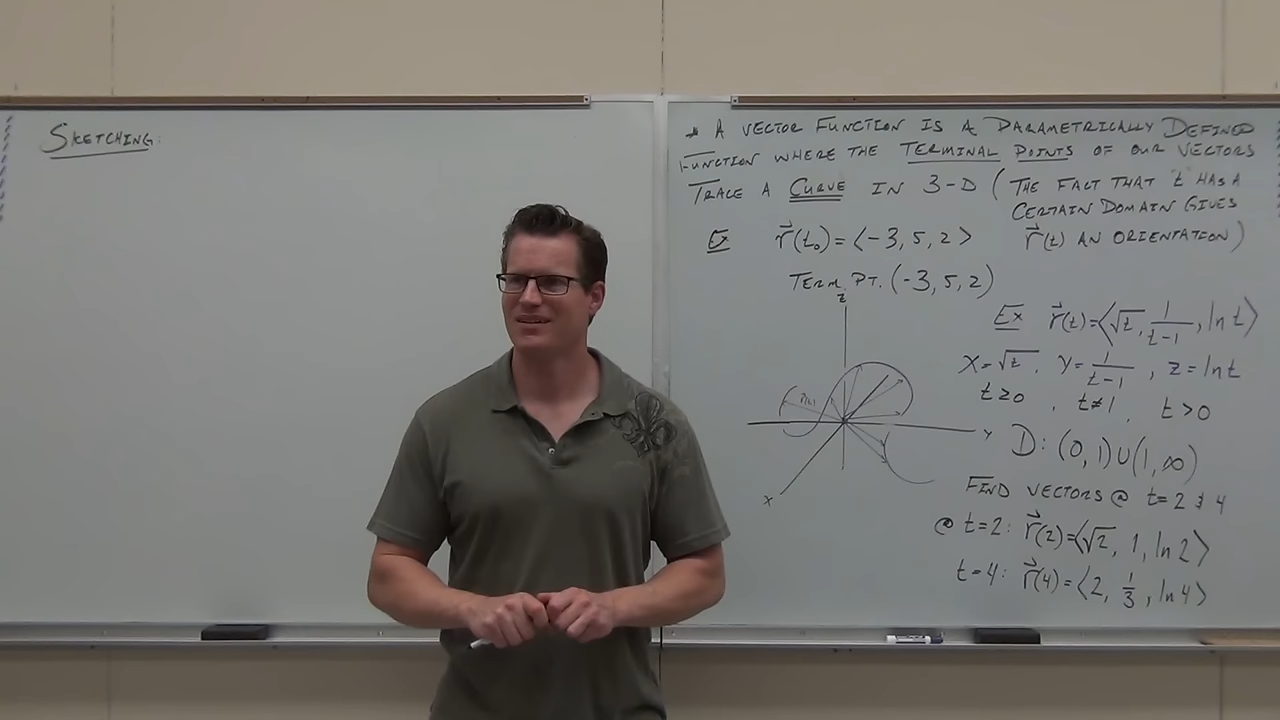 SKETCHING:
* A VECTOR FUNCTION IS A PARAMETRICALLY DEFINED
FUNCTION WHERE THE TERMINAL POINTS OF OUR VECTORS
TRACE A CURVE IN 3-D (THE FACT THAT t HAS A
CERTAIN DOMAIN GIVES
r⃗(t) AN ORIENTATION)
EX r⃗(t₀)=⟨-3, 5, 2⟩
TERM. PT. (-3, 5, 2)
z
y
x
r⃗(t)
EX r⃗(t)=⟨√t, 1/(t-1), ln t⟩
x=√t, y=1/(t-1), z=ln t
t≥0, t≠1, t>0
D: (0,1)∪(1,∞)
FIND VECTORS @ t=2 & 4
@ t=2: r⃗(2)=⟨√2, 1, ln 2⟩
t=4: r⃗(4)=⟨2, 1/3, ln 4⟩